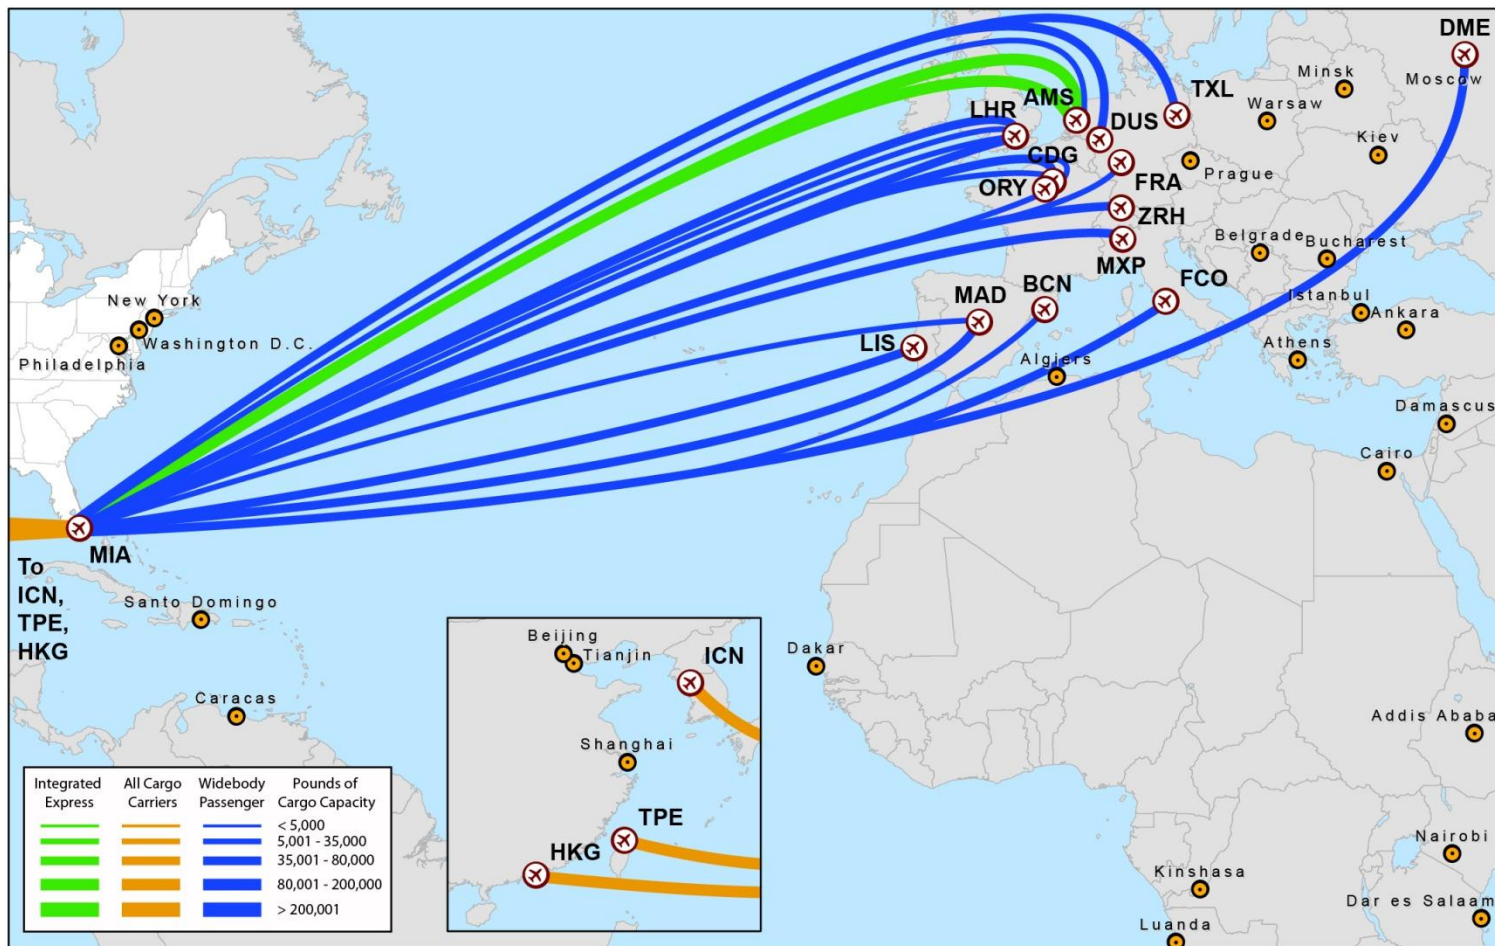 DME
Moscow
Minsk
TXL
Warsaw
AMS
LHR
DUS
Kiev
CDG
Prague
FRA
ORY
ZRH
Belgrade
Bucharest
MXP
FCO
BCN
MAD
Istanbul
Ankara
New York
Washington D.C.
Philadelphia
LIS
Algiers
Athens
Damascus
Cairo
MIA
To
ICN,
TPE,
HKG
Santo Domingo
Caracas
Beijing
Tianjin
ICN
Shanghai
TPE
HKG
Dakar
Addis Ababa
Nairobi
Kinshasa
Dar es Salaam
Luanda
Integrated
Express
All Cargo
Carriers
Widebody
Passenger
Pounds of
Cargo Capacity
< 5,000
5,001 - 35,000
35,001 - 80,000
80,001 - 200,000
> 200,001